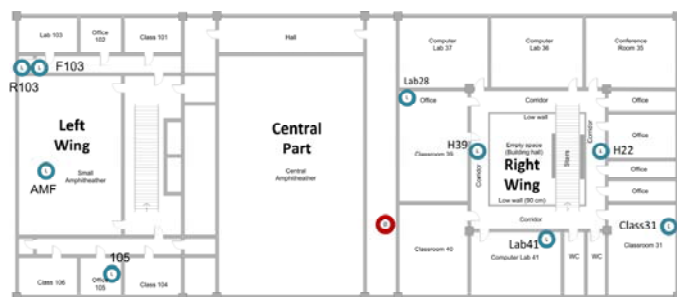 Lab 103
Office
102
Class 101
Hall
Computer
Lab 37
Computer
Lab 36
Conference
Room 35
F103
R103
Lab28
Office
Corridor
Office
Low wall
Office
Left
Wing
Central
Part
H39
Empty space
(Building hall)
Stairs
Corridor
H22
Classroom 39
Right
Wing
Corridor
Small
Amphitheater
Central
Amphitheater
AMF
Office
Office
Low wall (90 cm)
Corridor
Class31
Lab41
105
Classroom 40
Computer Lab 41
WC
WC
Classroom 31
Class 106
Office
105
Class 104